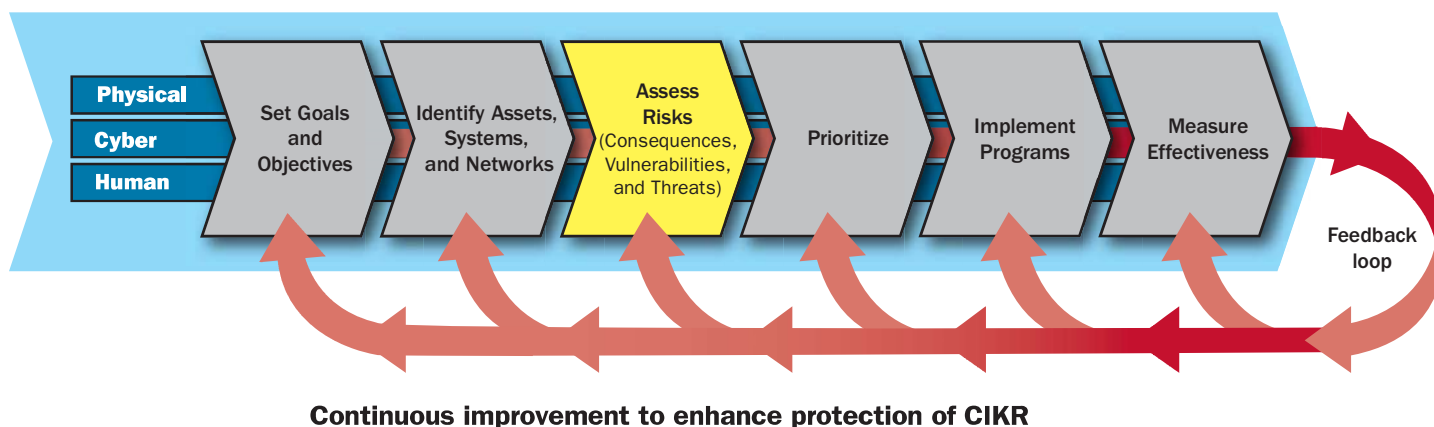 Physical
Cyber
Human
Set Goals
and
Objectives
Identify Assets,
Systems,
and Networks
Assess
Risks
(Consequences,
Vulnerabilities,
and Threats)
Prioritize
Implement
Programs
Measure
Effectiveness
Feedback
loop
Continuous improvement to enhance protection of CIKR